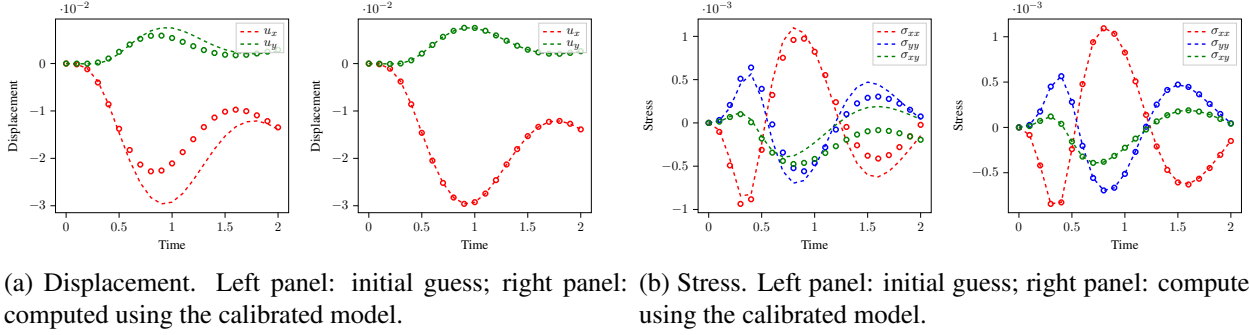 ·10⁻²
0
−1
−2
−3
Displacement
0 0.5 1 1.5 2
Time
u_x
u_y
·10⁻²
0
−1
−2
−3
Displacement
0 0.5 1 1.5 2
Time
u_x
u_y
(a) Displacement. Left panel: initial guess; right panel:
computed using the calibrated model.
·10⁻³
1
0.5
0
−0.5
−1
Stress
0 0.5 1 1.5 2
Time
σ_xx
σ_yy
σ_xy
·10⁻³
1
0.5
0
−0.5
Stress
0 0.5 1 1.5 2
Time
σ_xx
σ_yy
σ_xy
(b) Stress. Left panel: initial guess; right panel: compute
using the calibrated model.